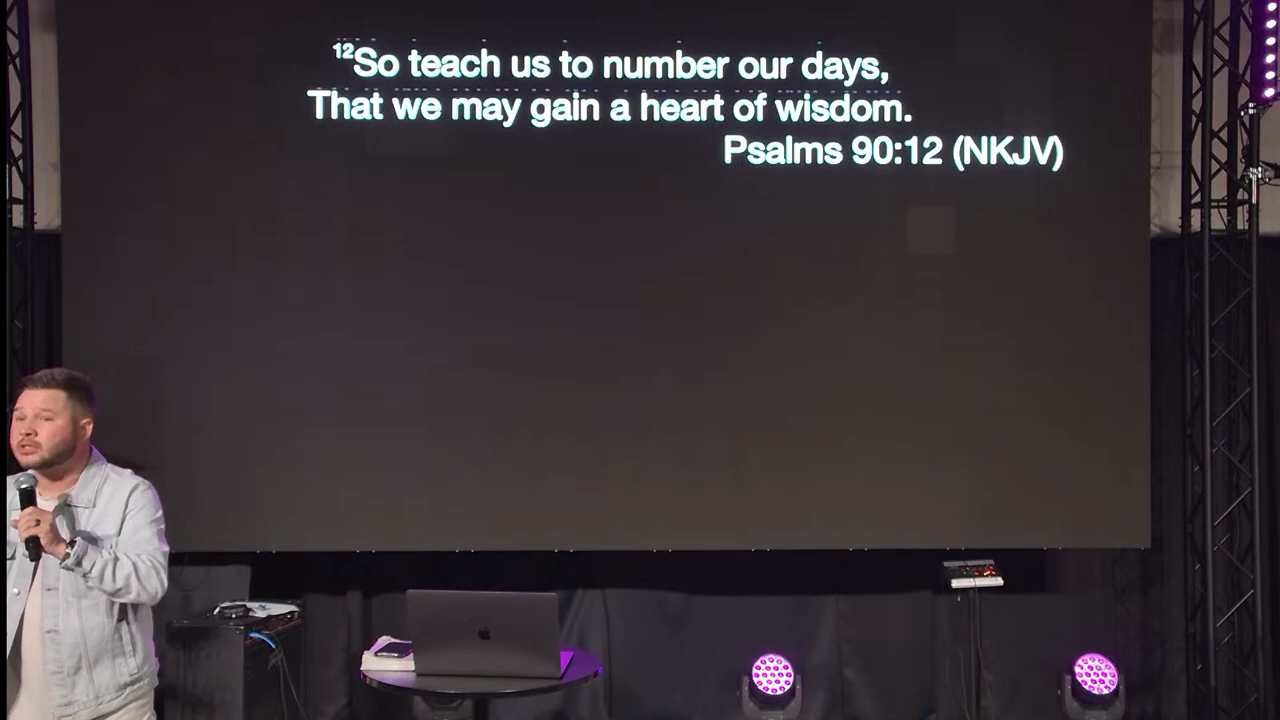 ¹²So teach us to number our days,
That we may gain a heart of wisdom.
Psalms 90:12 (NKJV)